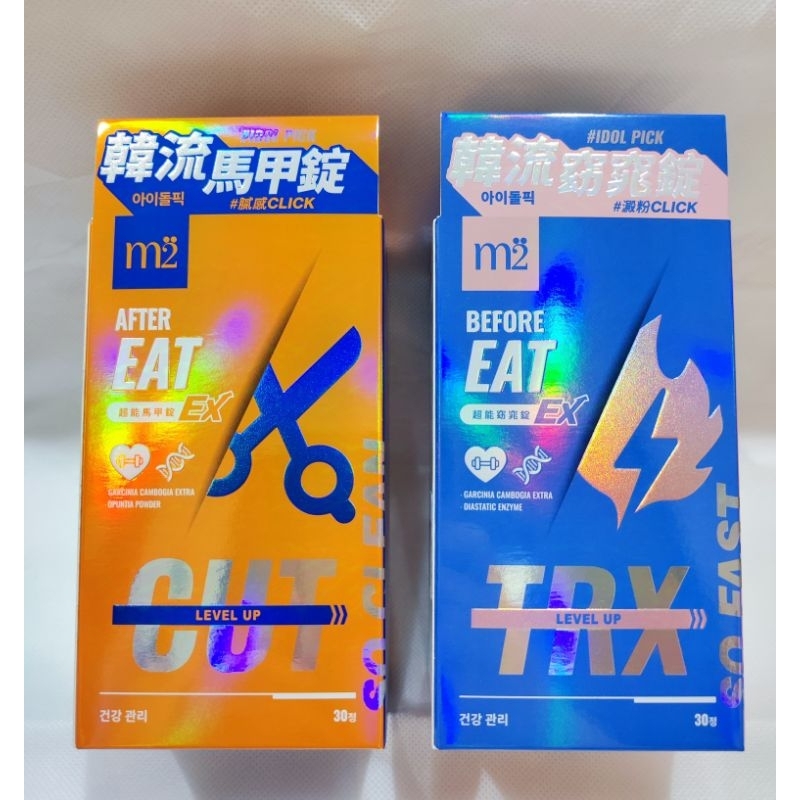 #IDOL PICK
韓流馬甲錠
아이돌픽
#膩感CLICK
m2
AFTER
EAT
超能馬甲錠 EX
GARCINIA CAMBOGIA EXTRA
OPUNTIA POWDER
CUT
LEVEL UP
SO CLEAN
건강 관리
30정
#IDOL PICK
韓流窈窕錠
아이돌픽
#澱粉CLICK
m2
BEFORE
EAT
超能窈窕錠 EX
GARCINIA CAMBOGIA EXTRA
DIASTATIC ENZYME
TRX
LEVEL UP
SO FAST
건강 관리
30정